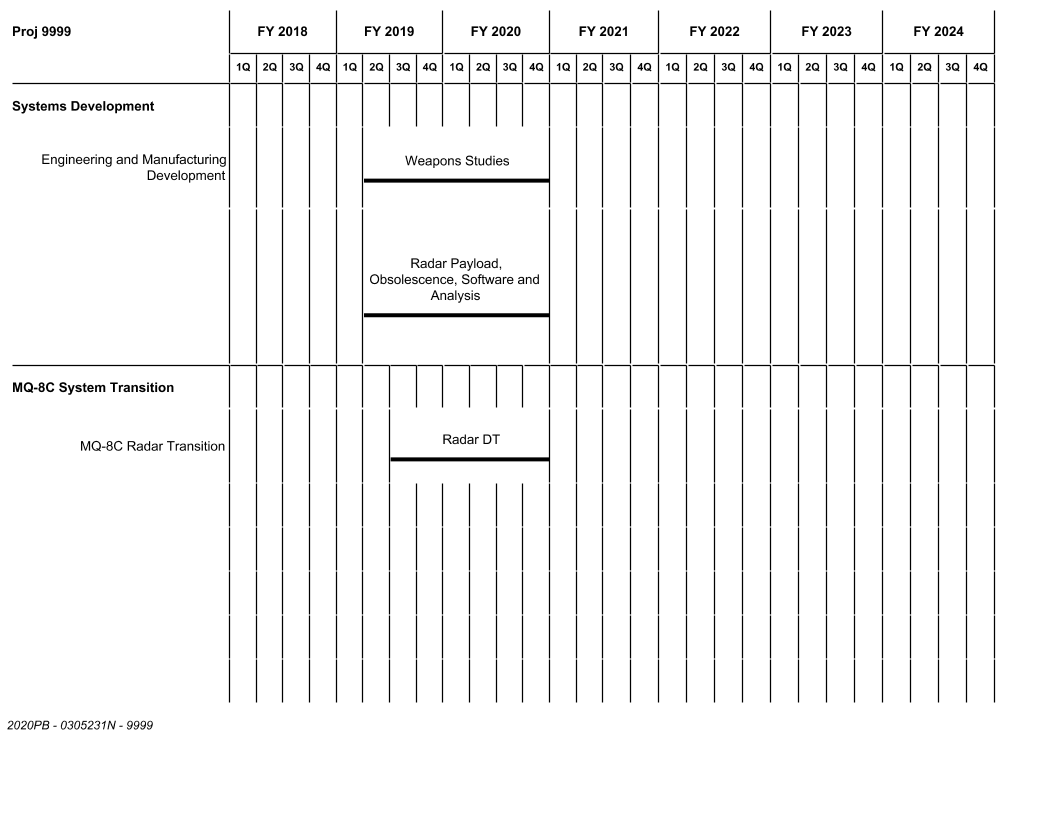 Proj 9999 FY 2018 FY 2019 FY 2020 FY 2021 FY 2022 FY 2023 FY 2024
1Q 2Q 3Q 4Q 1Q 2Q 3Q 4Q 1Q 2Q 3Q 4Q 1Q 2Q 3Q 4Q 1Q 2Q 3Q 4Q 1Q 2Q 3Q 4Q 1Q 2Q 3Q 4Q
Systems Development
Engineering and Manufacturing
Development
Weapons Studies
Radar Payload,
Obsolescence, Software and
Analysis
MQ-8C System Transition
MQ-8C Radar Transition
Radar DT
2020PB - 0305231N - 9999